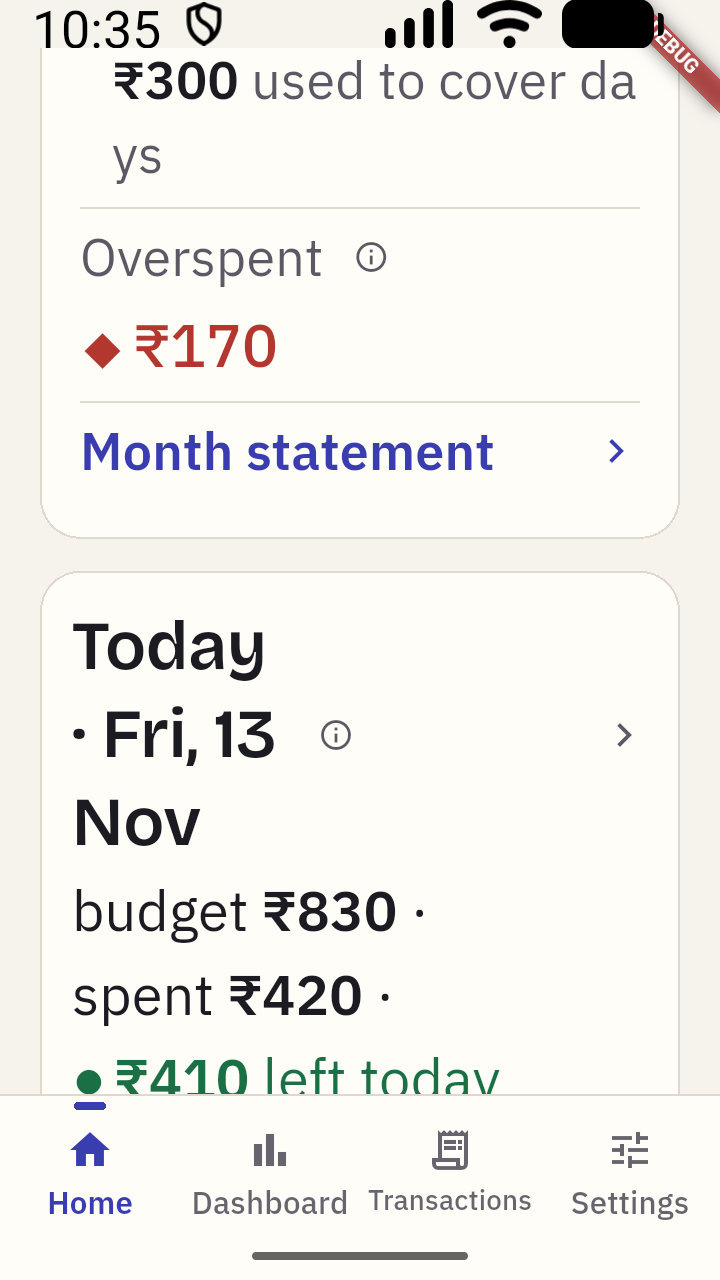 10:35
DEBUG
₹300 used to cover da
ys
Overspent
₹170
Month statement
Today
· Fri, 13
Nov
budget ₹830 ·
spent ₹420 ·
₹410 left today
Home
Dashboard
Transactions
Settings